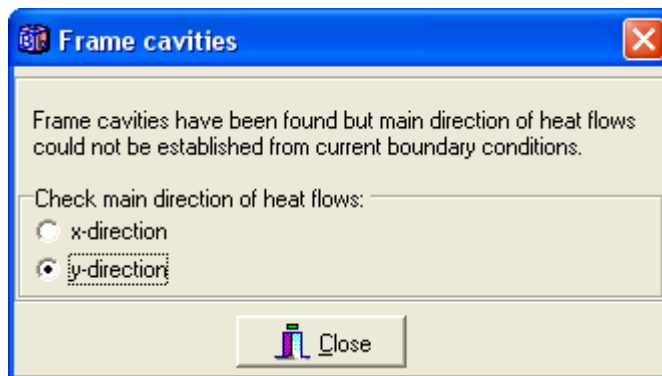 Frame cavities
Frame cavities have been found but main direction of heat flows
could not be established from current boundary conditions.
Check main direction of heat flows:
x-direction
y-direction
Close